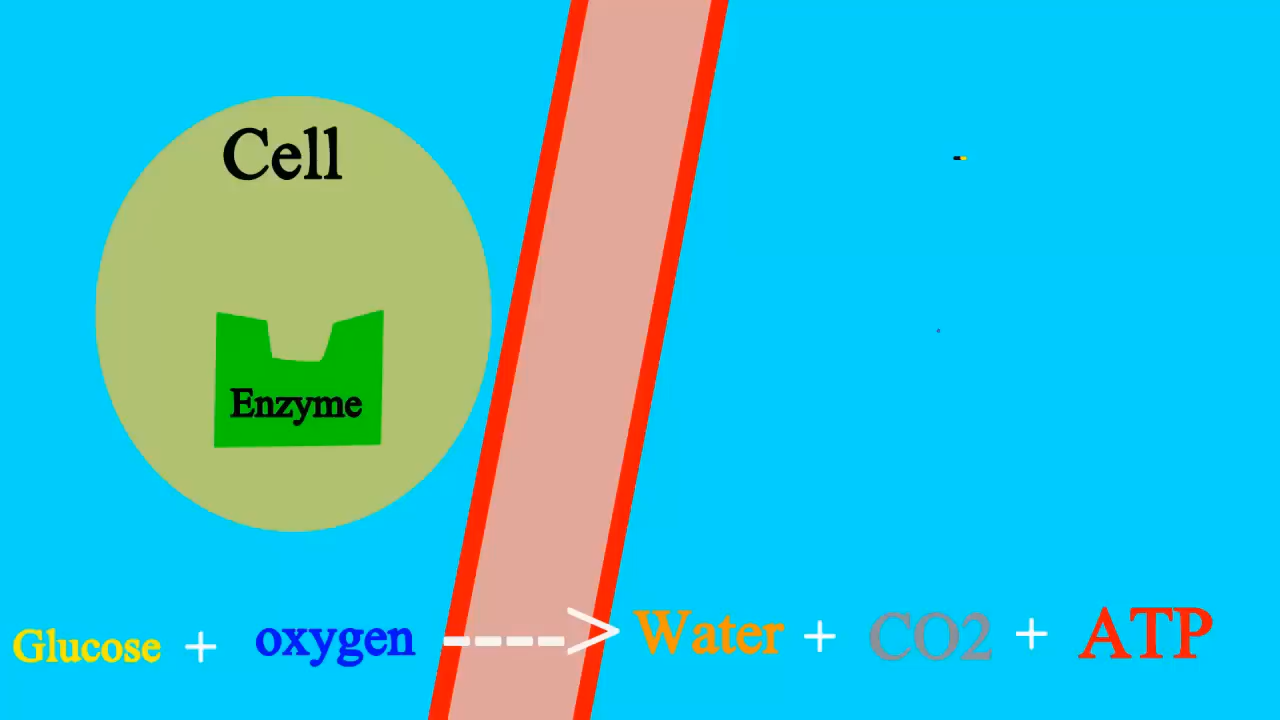 Cell
Enzyme
Glucose + oxygen ----> Water + CO2 + ATP